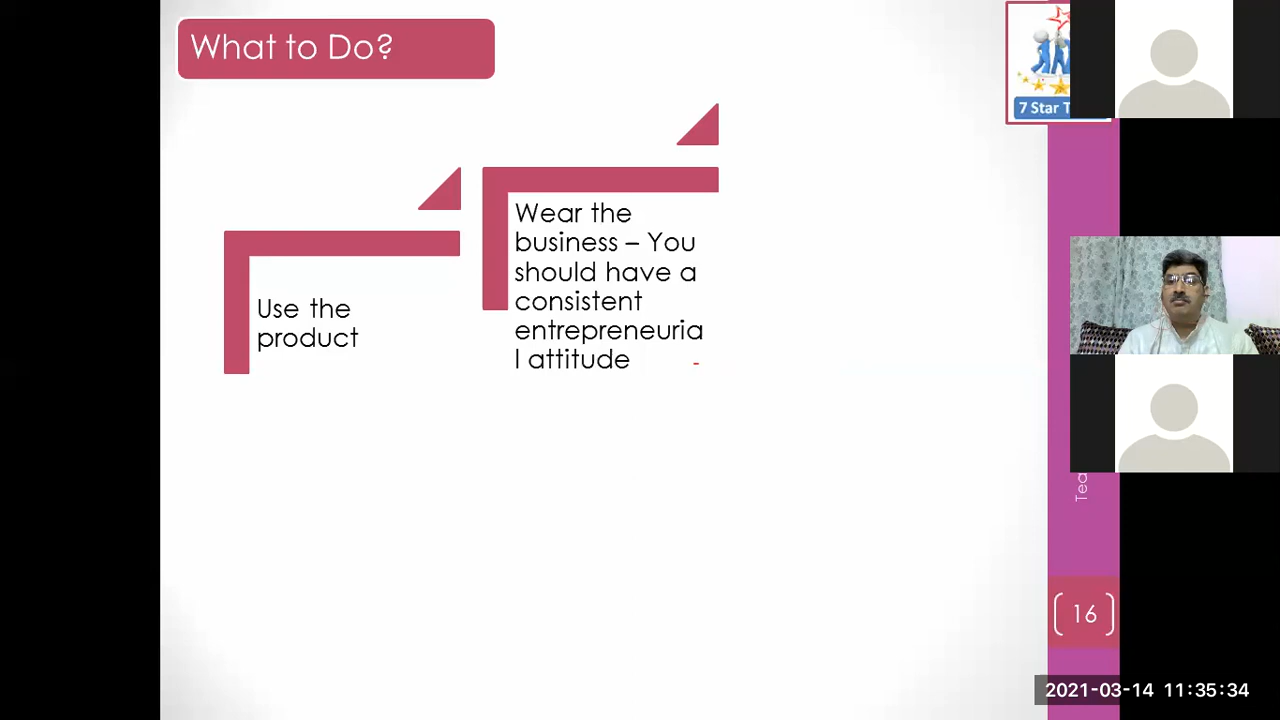 What to Do?
7 Star T
Use the
product
Wear the
business – You
should have a
consistent
entrepreneuria
l attitude
Tea
16
2021-03-14 11:35:34